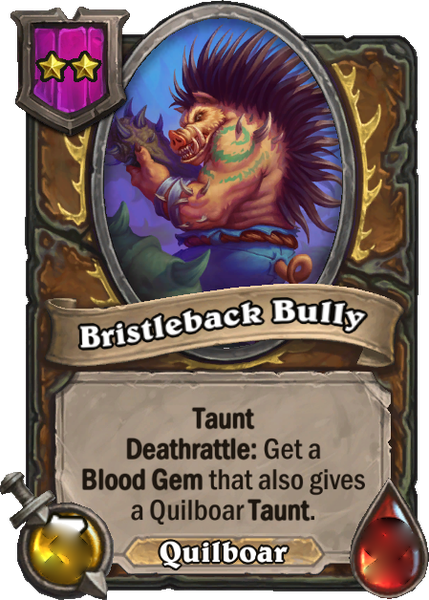 Bristleback Bully
Taunt
Deathrattle: Get a
Blood Gem that also gives
a Quilboar Taunt.
Quilboar